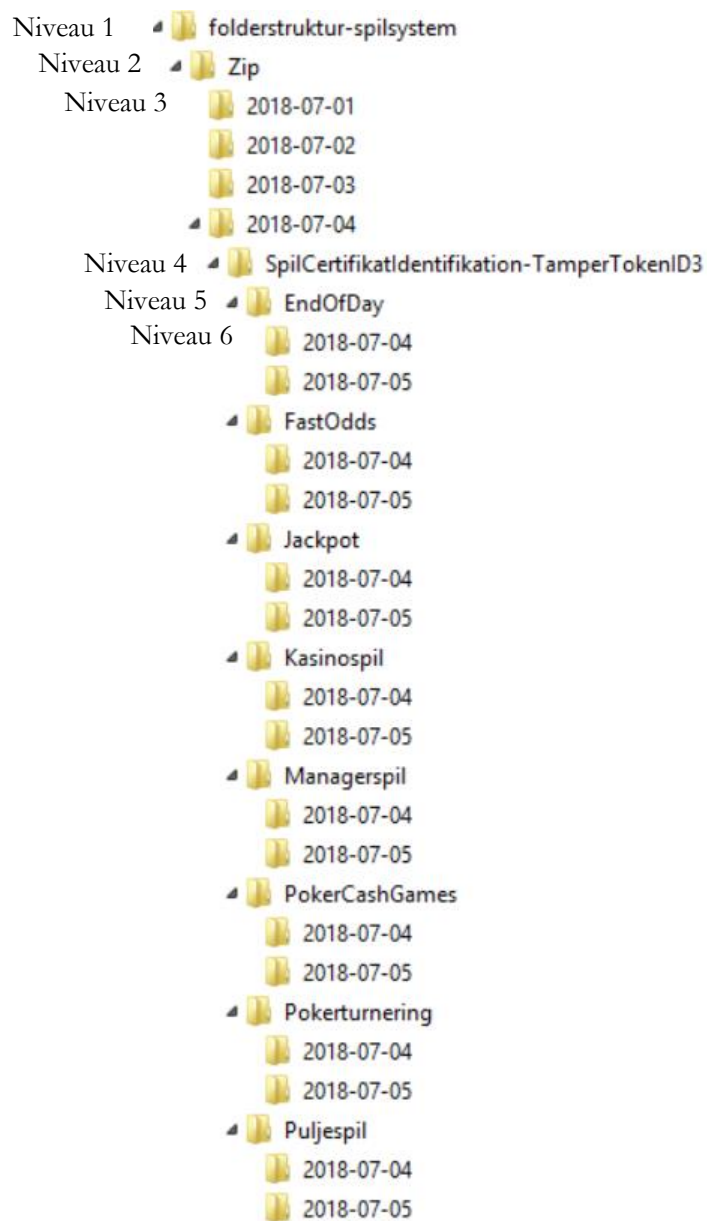 Niveau 1 folderstruktur-spilsystem
Niveau 2 Zip
Niveau 3 2018-07-01
2018-07-02
2018-07-03
2018-07-04
Niveau 4 SpilCertifikatIdentifikation-TamperTokenID3
Niveau 5 EndOfDay
Niveau 6 2018-07-04
2018-07-05
FastOdds
2018-07-04
2018-07-05
Jackpot
2018-07-04
2018-07-05
Kasinospil
2018-07-04
2018-07-05
Managerspil
2018-07-04
2018-07-05
PokerCashGames
2018-07-04
2018-07-05
Pokerturnering
2018-07-04
2018-07-05
Puljespil
2018-07-04
2018-07-05